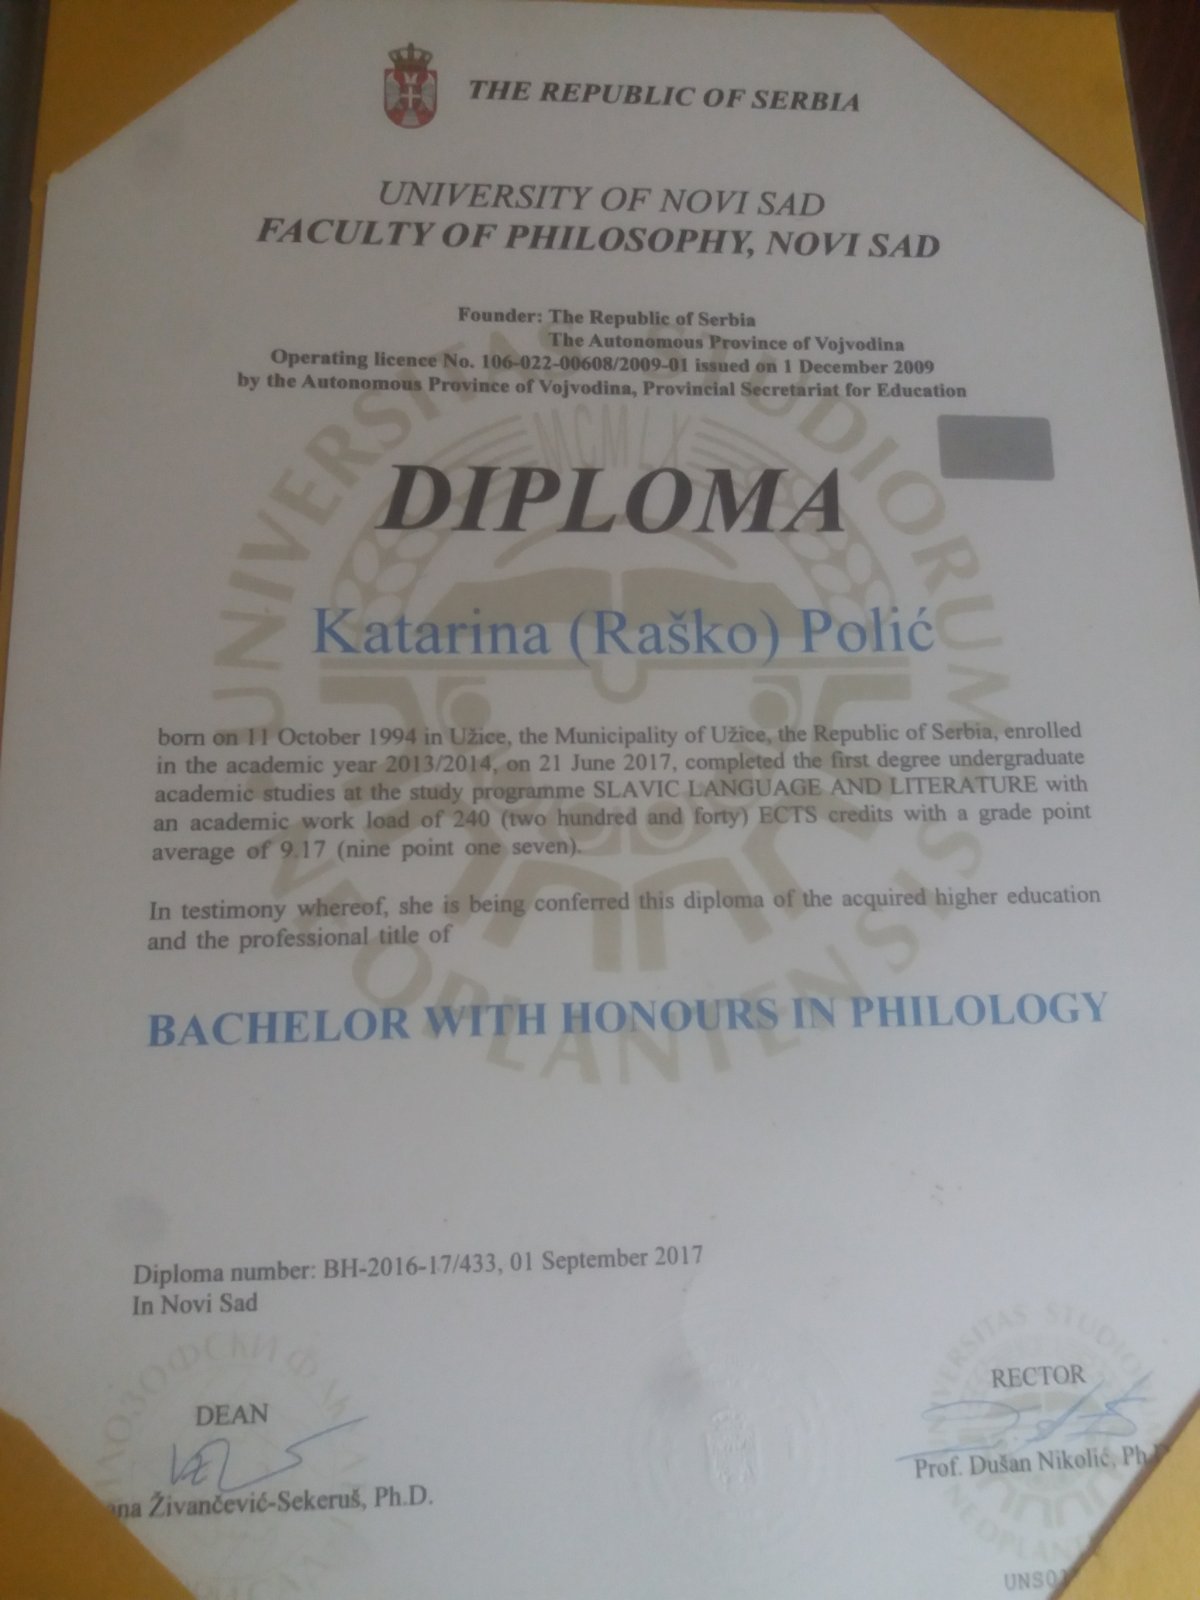 THE REPUBLIC OF SERBIA
UNIVERSITY OF NOVI SAD
FACULTY OF PHILOSOPHY, NOVI SAD
Founder: The Republic of Serbia
The Autonomous Province of Vojvodina
Operating licence No. 106-022-00608/2009-01 issued on 1 December 2009
by the Autonomous Province of Vojvodina, Provincial Secretariat for Education
UNIVERSITAS STUDIORUM
MCMLX
DIPLOMA
Katarina (Raško) Polić
born on 11 October 1994 in Užice, the Municipality of Užice, the Republic of Serbia, enrolled
in the academic year 2013/2014, on 21 June 2017, completed the first degree undergraduate
academic studies at the study programme SLAVIC LANGUAGE AND LITERATURE with
an academic work load of 240 (two hundred and forty) ECTS credits with a grade point
average of 9.17 (nine point one seven).
In testimony whereof, she is being conferred this diploma of the acquired higher education
and the professional title of
BACHELOR WITH HONOURS IN PHILOLOGY
NEOPLANTENSIS
Diploma number: BH-2016-17/433, 01 September 2017
In Novi Sad
DEAN
RECTOR
Živančević-Sekeruš, Ph.D.
Prof. Dušan Nikolić,